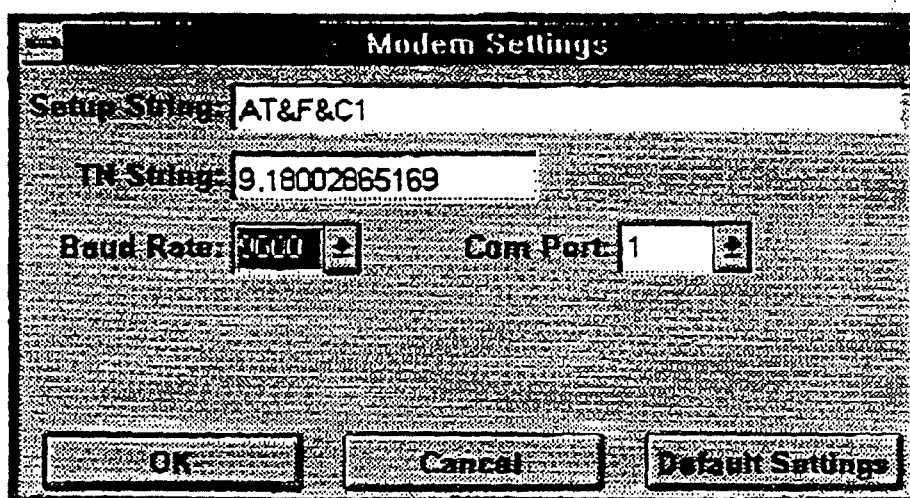 Modem Settings
Setup String: AT&F&C1
TN String: 9,18002865169
Baud Rate: Com Port: 1
OK Cancel Default Settings